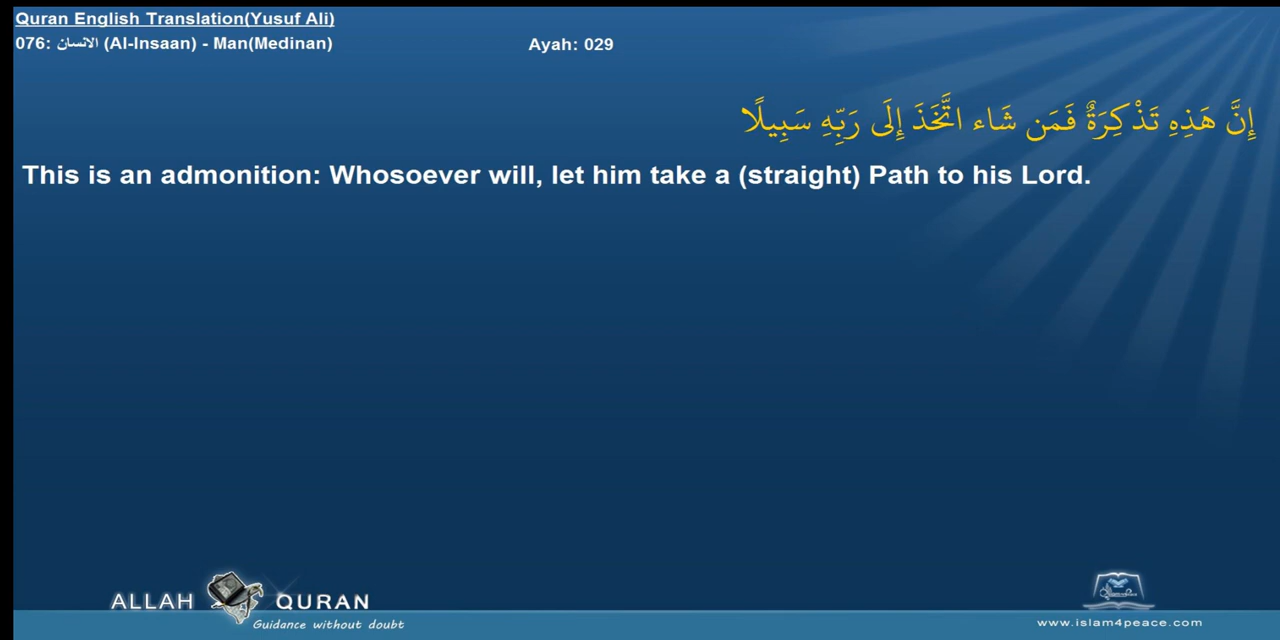 Quran English Translation(Yusuf Ali)
076: الانسان (Al-Insaan) - Man(Medinan) Ayah: 029
إِنَّ هَذِهِ تَذْكِرَةٌ فَمَن شَاء اتَّخَذَ إِلَى رَبِّهِ سَبِيلًا
This is an admonition: Whosoever will, let him take a (straight) Path to his Lord.
ALLAH QURAN
Guidance without doubt
www.islam4peace.com